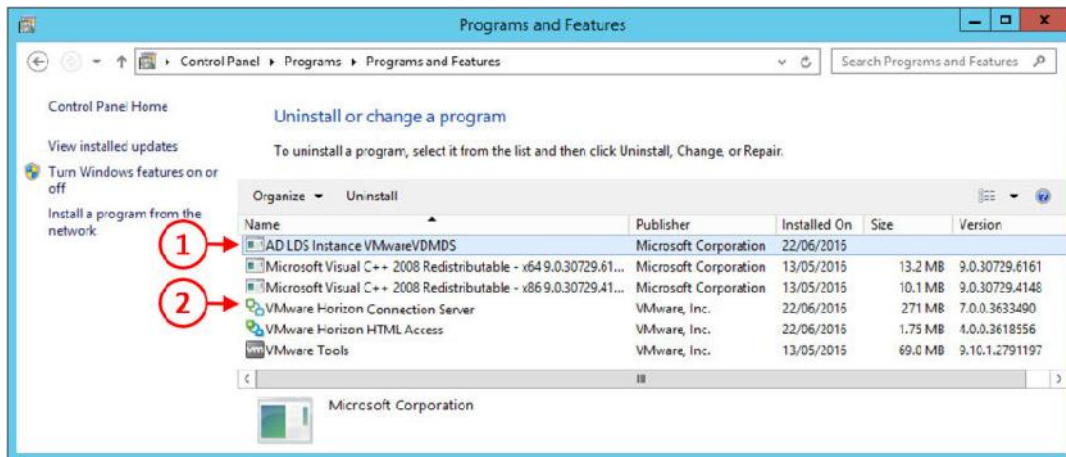 Programs and Features
Control Panel Programs Programs and Features
Search Programs and Features
Control Panel Home
View installed updates
Turn Windows features on or
off
Install a program from the
network
Uninstall or change a program
To uninstall a program, select it from the list and then click Uninstall, Change, or Repair.
Organize Uninstall
Name Publisher Installed On Size Version
1 AD LDS Instance VMwareVDMDS Microsoft Corporation 22/06/2016
Microsoft Visual C++ 2008 Redistributable - x64 9.0.30729.61... Microsoft Corporation 13/05/2016 13.2 MB 9.0.30729.6161
Microsoft Visual C++ 2008 Redistributable - x86 9.0.30729.41... Microsoft Corporation 13/05/2016 10.1 MB 9.0.30729.4148
2 VMware Horizon Connection Server VMware, Inc. 22/06/2016 271 MB 7.0.0.3633490
VMware Horizon HTML Access VMware, Inc. 22/06/2016 1.75 MB 4.0.0.3618556
vm VMware Tools VMware, Inc. 13/05/2016 69.0 MB 9.10.1.2791197
Microsoft Corporation